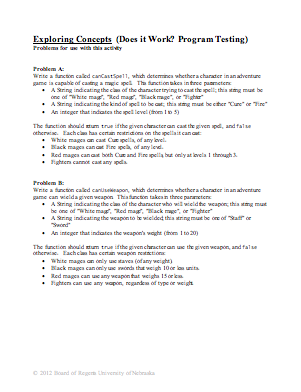 Exploring Concepts (Does it Work? Program Testing)
Problems for use with this activity
Problem A:
Write a function called canCastSpell, which determines whether a character in an adventure
game is capable of casting a magic spell. This function takes in three parameters:
• A String indicating the class of the character trying to cast the spell; this string must be
one of "White mage", "Red mage", "Black mage", or "Fighter"
• A String indicating the kind of spell to be cast; this string must be either "Cure" or "Fire"
• An integer that indicates the spell level (from 1 to 5)
The function should return true if the given character can cast the given spell, and false
otherwise. Each class has certain restrictions on the spells it can cast:
• White mages can cast Cure spells, of any level.
• Black mages can cast Fire spells, of any level.
• Red mages can cast both Cure and Fire spells, but only at levels 1 through 3.
• Fighters cannot cast any spells.
Problem B:
Write a function called canUseWeapon, which determines whether a character in an adventure
game can wield a given weapon. This function takes in three parameters:
• A String indicating the class of the character who will wield the weapon; this string must
be one of "White mage", "Red mage", "Black mage", or "Fighter"
• A String indicating the weapon to be wielded; this string must be one of "Staff" or
"Sword"
• An integer that indicates the weapon's weight (from 1 to 20)
The function should return true if the given character can use the given weapon, and false
otherwise. Each class has certain weapon restrictions:
• White mages can only use staves (of any weight).
• Black mages can only use swords that weigh 10 or less units.
• Red mages can use any weapon that weighs 15 or less.
• Fighters can use any weapon, regardless of type or weight.
© 2012 Board of Regents University of Nebraska